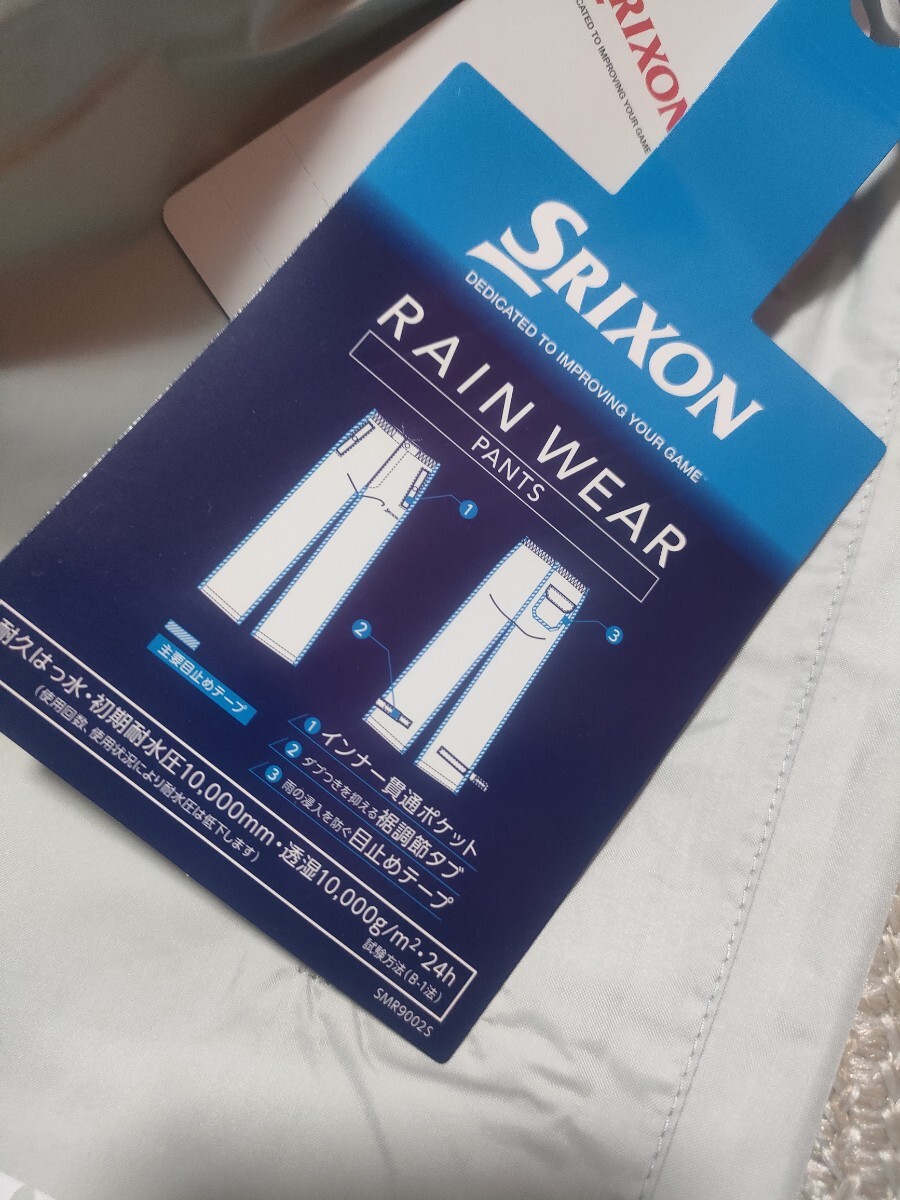 RIXON
CATED TO IMPROVING YOUR GAME
SRIXON
DEDICATED TO IMPROVING YOUR GAME
RAIN WEAR
PANTS
1
2
3
主要目止めテープ
1 インナー貫通ポケット
2 ダブつきを抑える裾調節タブ
3 雨の浸入を防ぐ目止めテープ
耐久はっ水・初期耐水圧10,000mm・透湿10,000g/m²・24h
(使用回数、使用状況により耐水圧は低下します)
試験方法(B-1法)
SMR9002S